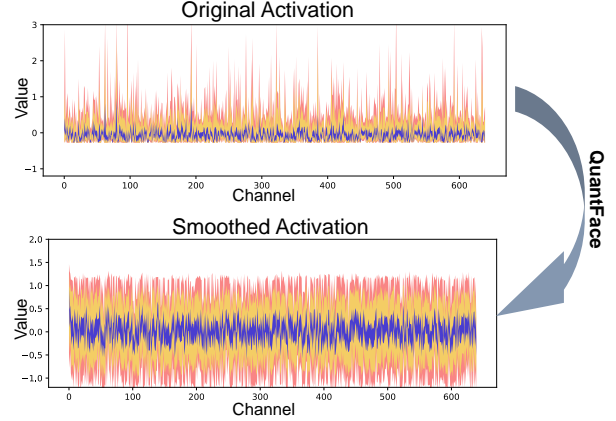 Original Activation
Value
3
2
1
0
−1
0 100 200 300 400 500 600
Channel
QuantFace
Smoothed Activation
Value
2.0
1.5
1.0
0.5
0.0
−0.5
−1.0
0 100 200 300 400 500 600
Channel